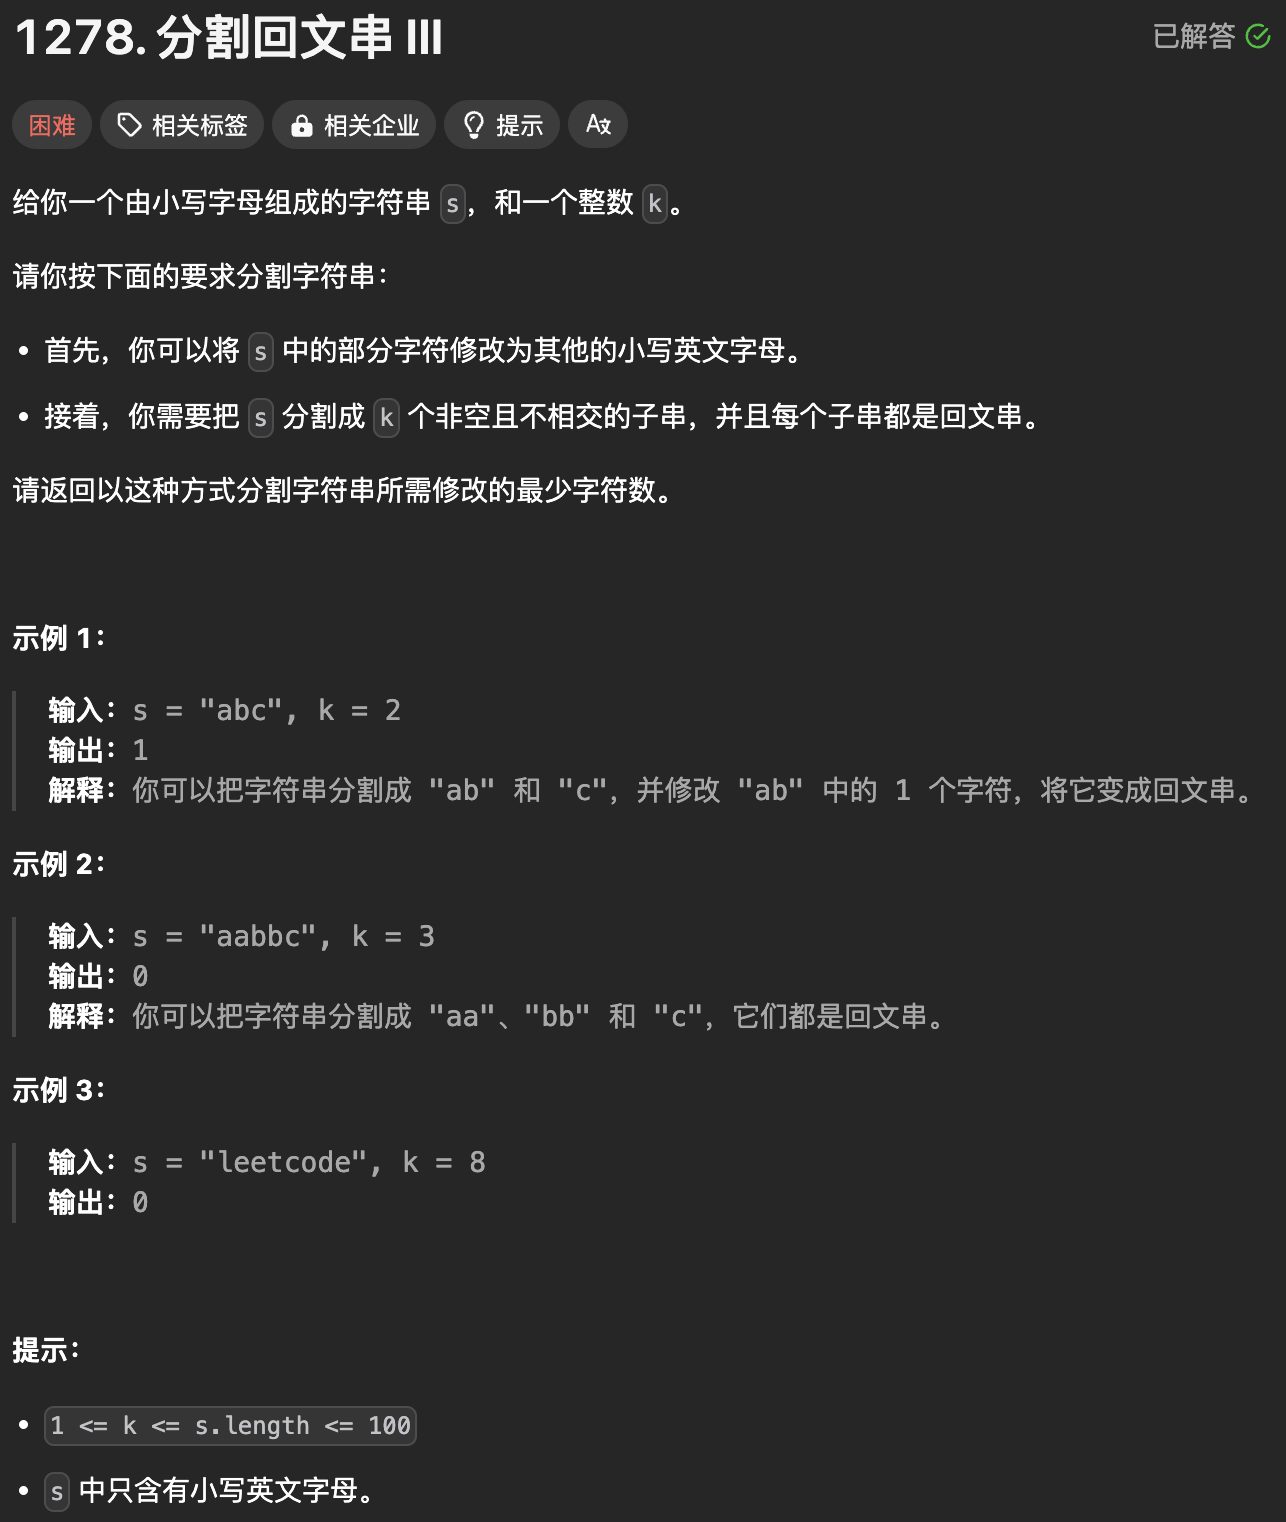 1278. 分割回文串 III
已解答
困难
相关标签
相关企业
提示
给你一个由小写字母组成的字符串 s，和一个整数 k。
请你按下面的要求分割字符串：
• 首先，你可以将 s 中的部分字符修改为其他的小写英文字母。
• 接着，你需要把 s 分割成 k 个非空且不相交的子串，并且每个子串都是回文串。
请返回以这种方式分割字符串所需修改的最少字符数。
示例 1：
输入：s = "abc", k = 2
输出：1
解释：你可以把字符串分割成 "ab" 和 "c"，并修改 "ab" 中的 1 个字符，将它变成回文串。
示例 2：
输入：s = "aabbc", k = 3
输出：0
解释：你可以把字符串分割成 "aa"、"bb" 和 "c"，它们都是回文串。
示例 3：
输入：s = "leetcode", k = 8
输出：0
提示：
• 1 <= k <= s.length <= 100
• s 中只含有小写英文字母。